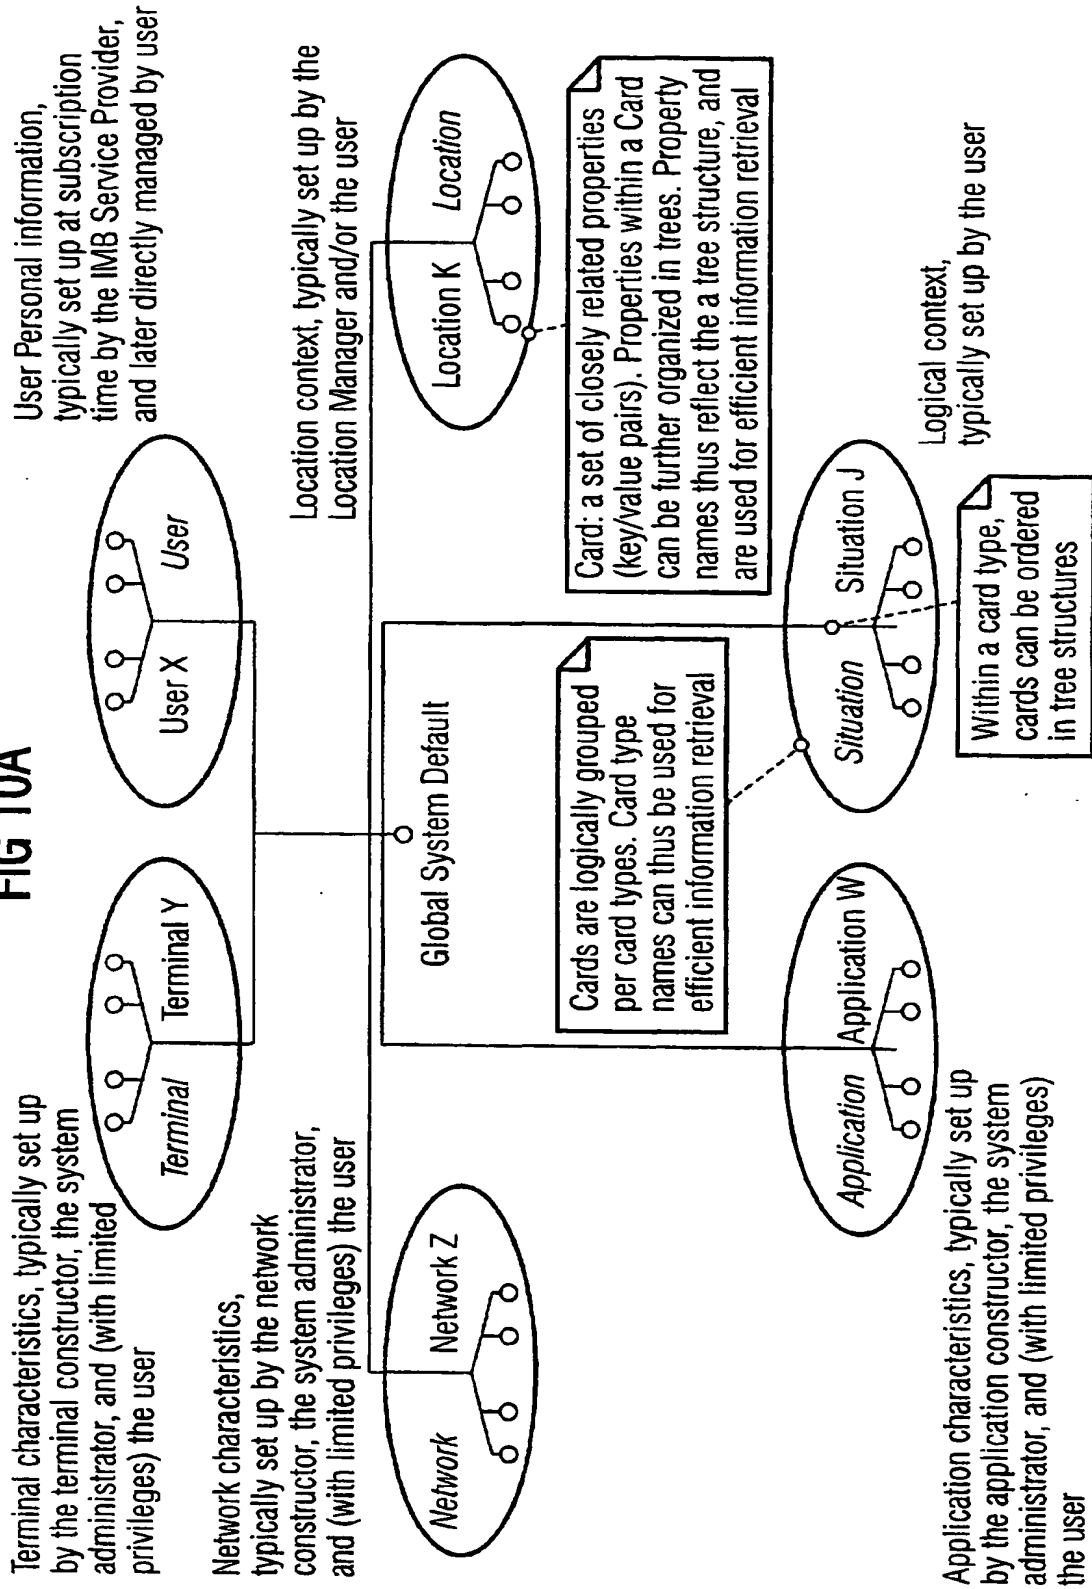 FIG 10A
Terminal characteristics, typically set up
by the terminal constructor, the system
administrator, and (with limited
privileges) the user
Terminal
Terminal Y
User Personal information,
typically set up at subscription
time by the IMB Service Provider,
and later directly managed by user
User X
User
Network characteristics,
typically set up by the network
constructor, the system administrator,
and (with limited privileges) the user
Network
Network Z
Global System Default
Location context, typically set up by the
Location Manager and/or the user
Location K
Location
Cards are logically grouped
per card types. Card type
names can thus be used for
efficient information retrieval
Card: a set of closely related properties
(key/value pairs). Properties within a Card
can be further organized in trees. Property
names thus reflect the a tree structure, and
are used for efficient information retrieval
Application
Application W
Application characteristics, typically set up
by the application constructor, the system
administrator, and (with limited privileges)
the user
Situation
Situation J
Logical context,
typically set up by the user
Within a card type,
cards can be ordered
in tree structures